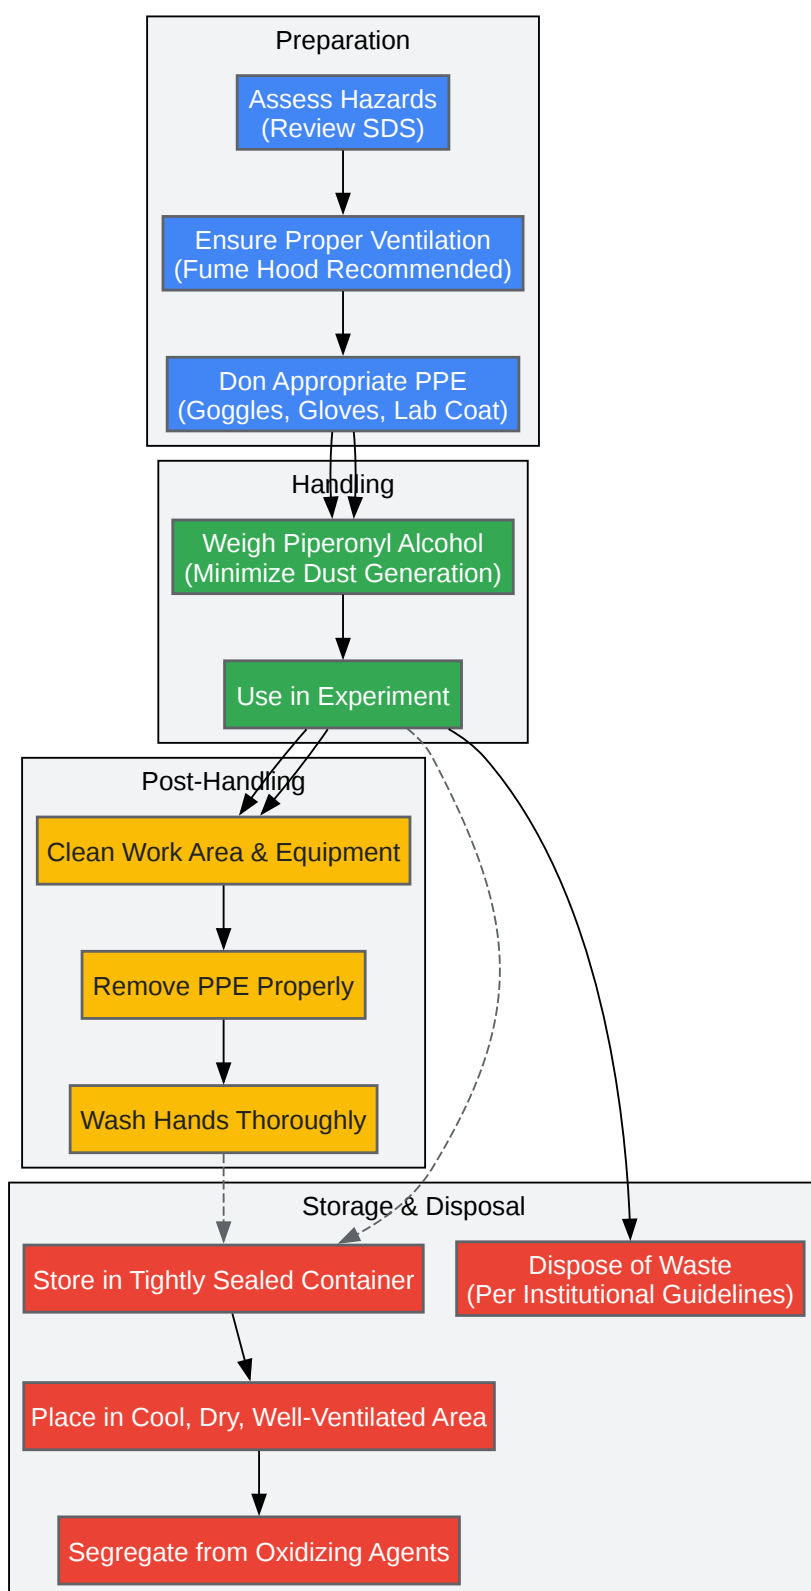 Preparation
Assess Hazards
(Review SDS)
Ensure Proper Ventilation
(Fume Hood Recommended)
Don Appropriate PPE
(Goggles, Gloves, Lab Coat)
Handling
Weigh Piperonyl Alcohol
(Minimize Dust Generation)
Use in Experiment
Post-Handling
Clean Work Area & Equipment
Remove PPE Properly
Wash Hands Thoroughly
Storage & Disposal
Store in Tightly Sealed Container
Dispose of Waste
(Per Institutional Guidelines)
Place in Cool, Dry, Well-Ventilated Area
Segregate from Oxidizing Agents